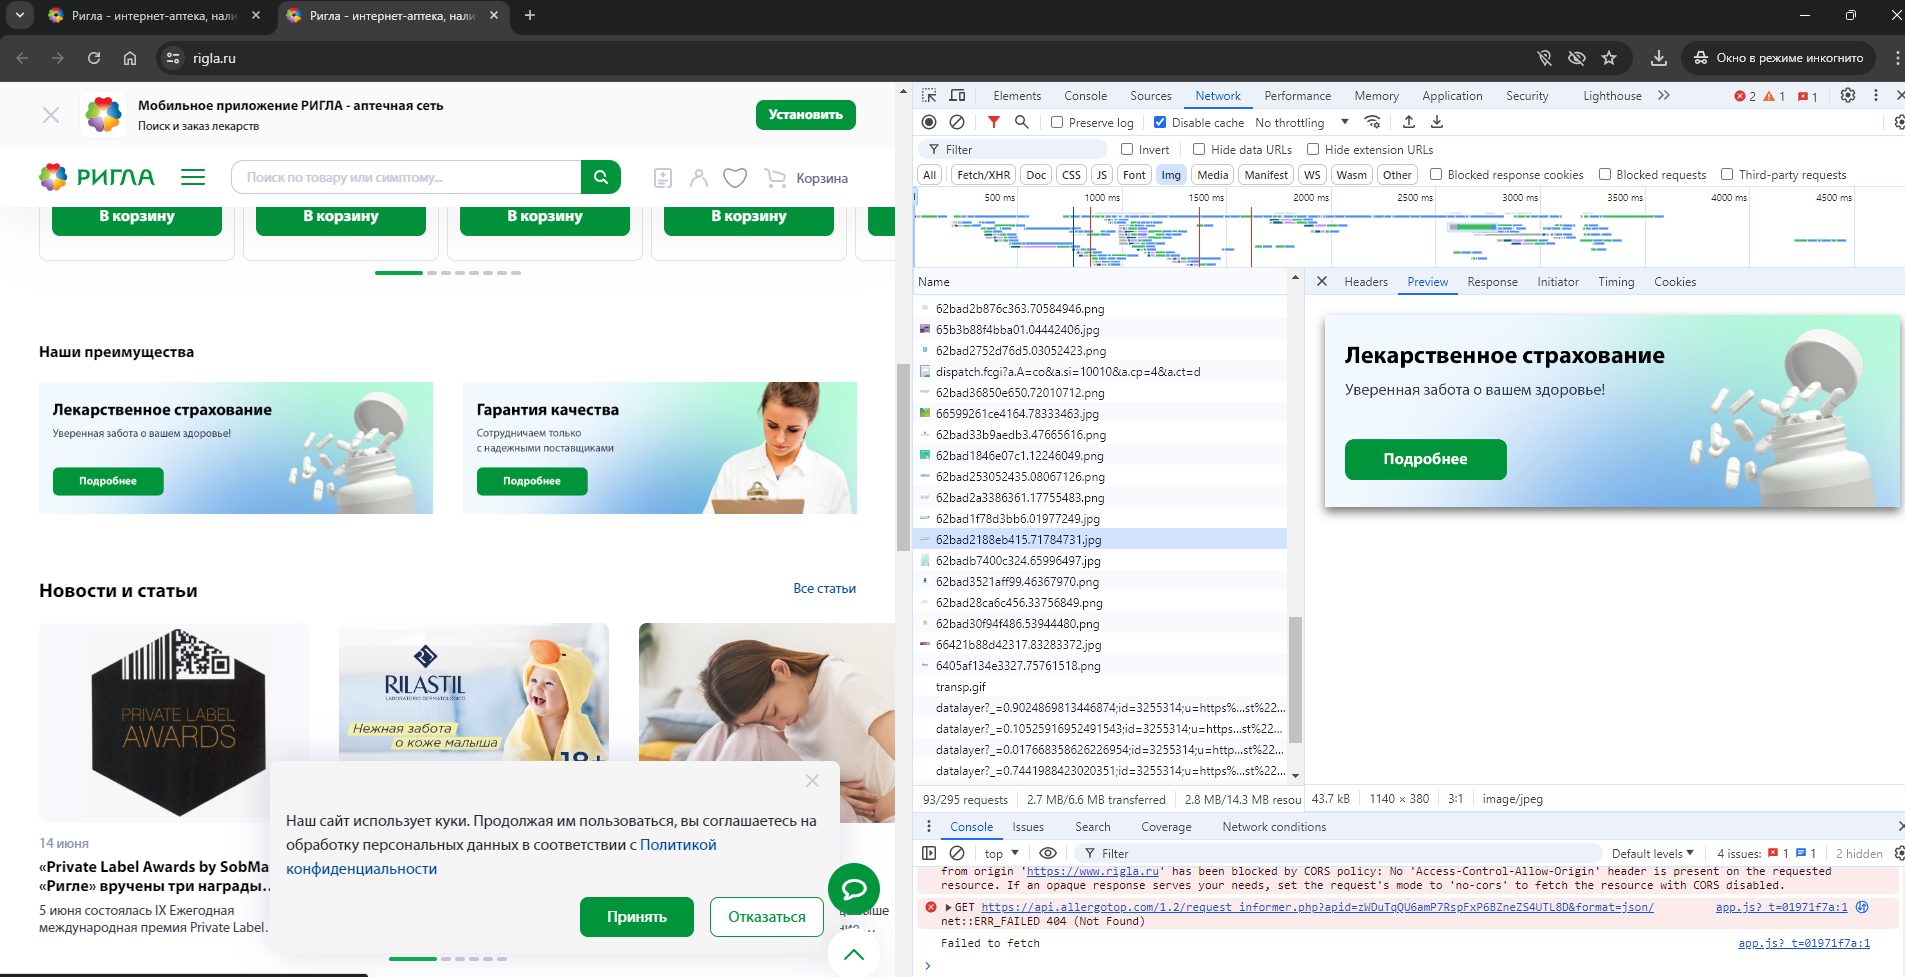 Ригла - интернет-аптека, нали
Ригла - интернет-аптека, нали
rigla.ru
Окно в режиме инкогнито
Мобильное приложение РИГЛА - аптечная сеть
Поиск и заказ лекарств
Установить
РИГЛА
Поиск по товару или симптому...
Корзина
В корзину
В корзину
В корзину
В корзину
Наши преимущества
Лекарственное страхование
Уверенная забота о вашем здоровье!
Подробнее
Гарантия качества
Сотрудничаем только
с надежными поставщиками
Подробнее
Новости и статьи
Все статьи
PRIVATE LABEL
AWARDS
RILASTIL
LABORATORIO DERMATOLOGICO
Нежная забота
о коже малыша
18+
14 июня
«Private Label Awards by SobMa
«Ригле» вручены три награды...
5 июня состоялась IX Ежегодная
международная премия Private Label.
Наш сайт использует куки. Продолжая им пользоваться, вы соглашаетесь на
обработку персональных данных в соответствии с Политикой
конфиденциальности
Принять
Отказаться
Elements Console Sources Network Performance Memory Application Security Lighthouse 2 1 1
Preserve log Disable cache No throttling
Filter Invert Hide data URLs Hide extension URLs
All Fetch/XHR Doc CSS JS Font Img Media Manifest WS Wasm Other Blocked response cookies Blocked requests Third-party requests
500 ms 1000 ms 1500 ms 2000 ms 2500 ms 3000 ms 3500 ms 4000 ms 4500 ms
Name
62bad2b876c363.70584946.png
65b3b88f4bba01.04442406.jpg
62bad2752d76d5.03052423.png
dispatch.fcgi?a.A=co&a.si=10010&a.cp=4&a.ct=d
62bad36850e650.72010712.png
66599261ce4164.78333463.jpg
62bad33b9aedb3.47665616.png
62bad1846e07c1.12246049.png
62bad253052435.08067126.png
62bad2a3386361.17755483.png
62bad1f78d3bb6.01977249.jpg
62bad2188eb415.71784731.jpg
62badb7400c324.65996497.jpg
62bad3521aff99.46367970.png
62bad28ca6c456.33756849.png
62bad30f94f486.53944480.png
66421b88d42317.83283372.jpg
6405af134e3327.75761518.png
transp.gif
datalayer?_=0.9024869813446874;id=3255314;u=https%...st%22...
datalayer?_=0.10525916952491543;id=3255314;u=https...st%22...
datalayer?_=0.017668358626226954;id=3255314;u=http...st%22...
datalayer?_=0.7441988423020351;id=3255314;u=https%...st%22...
93/295 requests 2.7 MB/6.6 MB transferred 2.8 MB/14.3 MB resou
Headers Preview Response Initiator Timing Cookies
Лекарственное страхование
Уверенная забота о вашем здоровье!
Подробнее
43.7 kB 1140 × 380 3:1 image/jpeg
Console Issues Search Coverage Network conditions
top Filter Default levels 4 issues: 1 1 2 hidden
from origin 'https://www.rigla.ru' has been blocked by CORS policy: No 'Access-Control-Allow-Origin' header is present on the requested
resource. If an opaque response serves your needs, set the request's mode to 'no-cors' to fetch the resource with CORS disabled.
GET https://api.allergotop.com/1.2/request_informer.php?apid=zWDuTqQU6amP7RspFxP6BZneZS4UTL8D&format=json/ app.js?_t=01971f7a:1
net::ERR_FAILED 404 (Not Found)
Failed to fetch app.js?_t=01971f7a:1